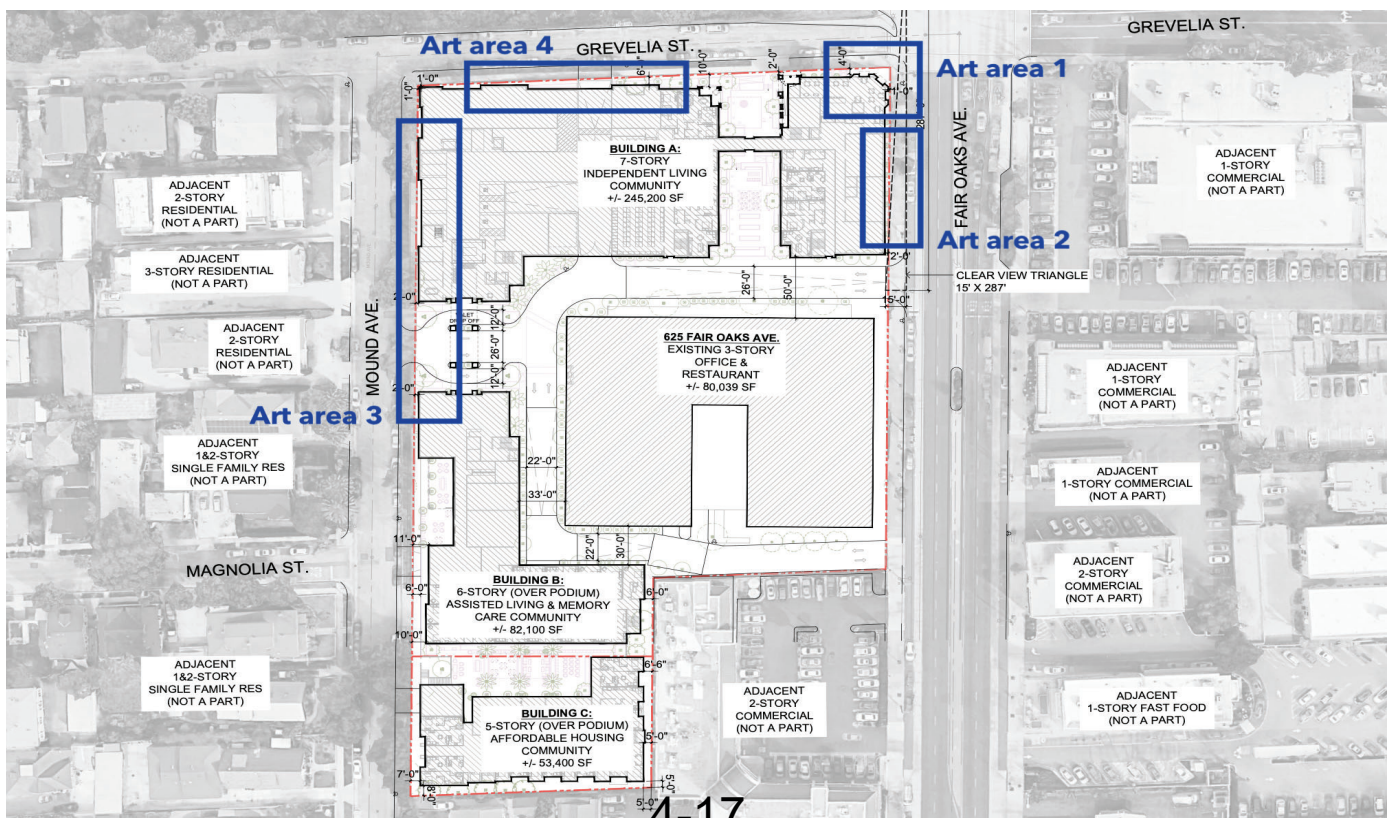 GREVELIA ST.
GREVELIA ST.
Art area 4
Art area 1
1'-0"
6'-
10'-0"
2'-0"
4'-0"
1'-0"
1'-0"
28
BUILDING A:
7-STORY
INDEPENDENT LIVING
COMMUNITY
+/- 245,200 SF
FAIR OAKS AVE.
ADJACENT
1-STORY
COMMERCIAL
(NOT A PART)
ADJACENT
2-STORY
RESIDENTIAL
(NOT A PART)
Art area 2
ADJACENT
3-STORY RESIDENTIAL
(NOT A PART)
2'-0"
CLEAR VIEW TRIANGLE
15' X 287'
26'-0"
50'-0"
15'-0"
2'-0"
DROP OFF
12'-0"
26'-0"
12'-0"
ADJACENT
2-STORY
RESIDENTIAL
(NOT A PART)
MOUND AVE.
625 FAIR OAKS AVE.
EXISTING 3-STORY
OFFICE &
RESTAURANT
+/- 80,039 SF
ADJACENT
1-STORY
COMMERCIAL
(NOT A PART)
2'-0"
Art area 3
ADJACENT
1&2-STORY
SINGLE FAMILY RES
(NOT A PART)
22'-0"
33'-0"
ADJACENT
1-STORY COMMERCIAL
(NOT A PART)
22'-0"
30'-0"
11'-0"
MAGNOLIA ST.
6'-0"
BUILDING B:
6-STORY (OVER PODIUM)
ASSISTED LIVING & MEMORY
CARE COMMUNITY
+/- 82,100 SF
6'-0"
ADJACENT
2-STORY
COMMERCIAL
(NOT A PART)
10'-0"
ADJACENT
1&2-STORY
SINGLE FAMILY RES
(NOT A PART)
6'-6"
BUILDING C:
5-STORY (OVER PODIUM)
AFFORDABLE HOUSING
COMMUNITY
+/- 53,400 SF
5'-0"
ADJACENT
2-STORY
COMMERCIAL
(NOT A PART)
ADJACENT
1-STORY FAST FOOD
(NOT A PART)
7'-0"
8'-0"
5'-0"
5'-0"
4-17